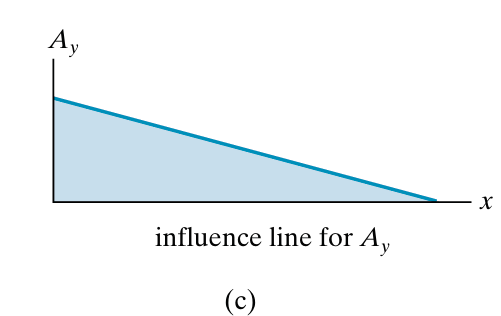 A_y
x
influence line for A_y
(c)